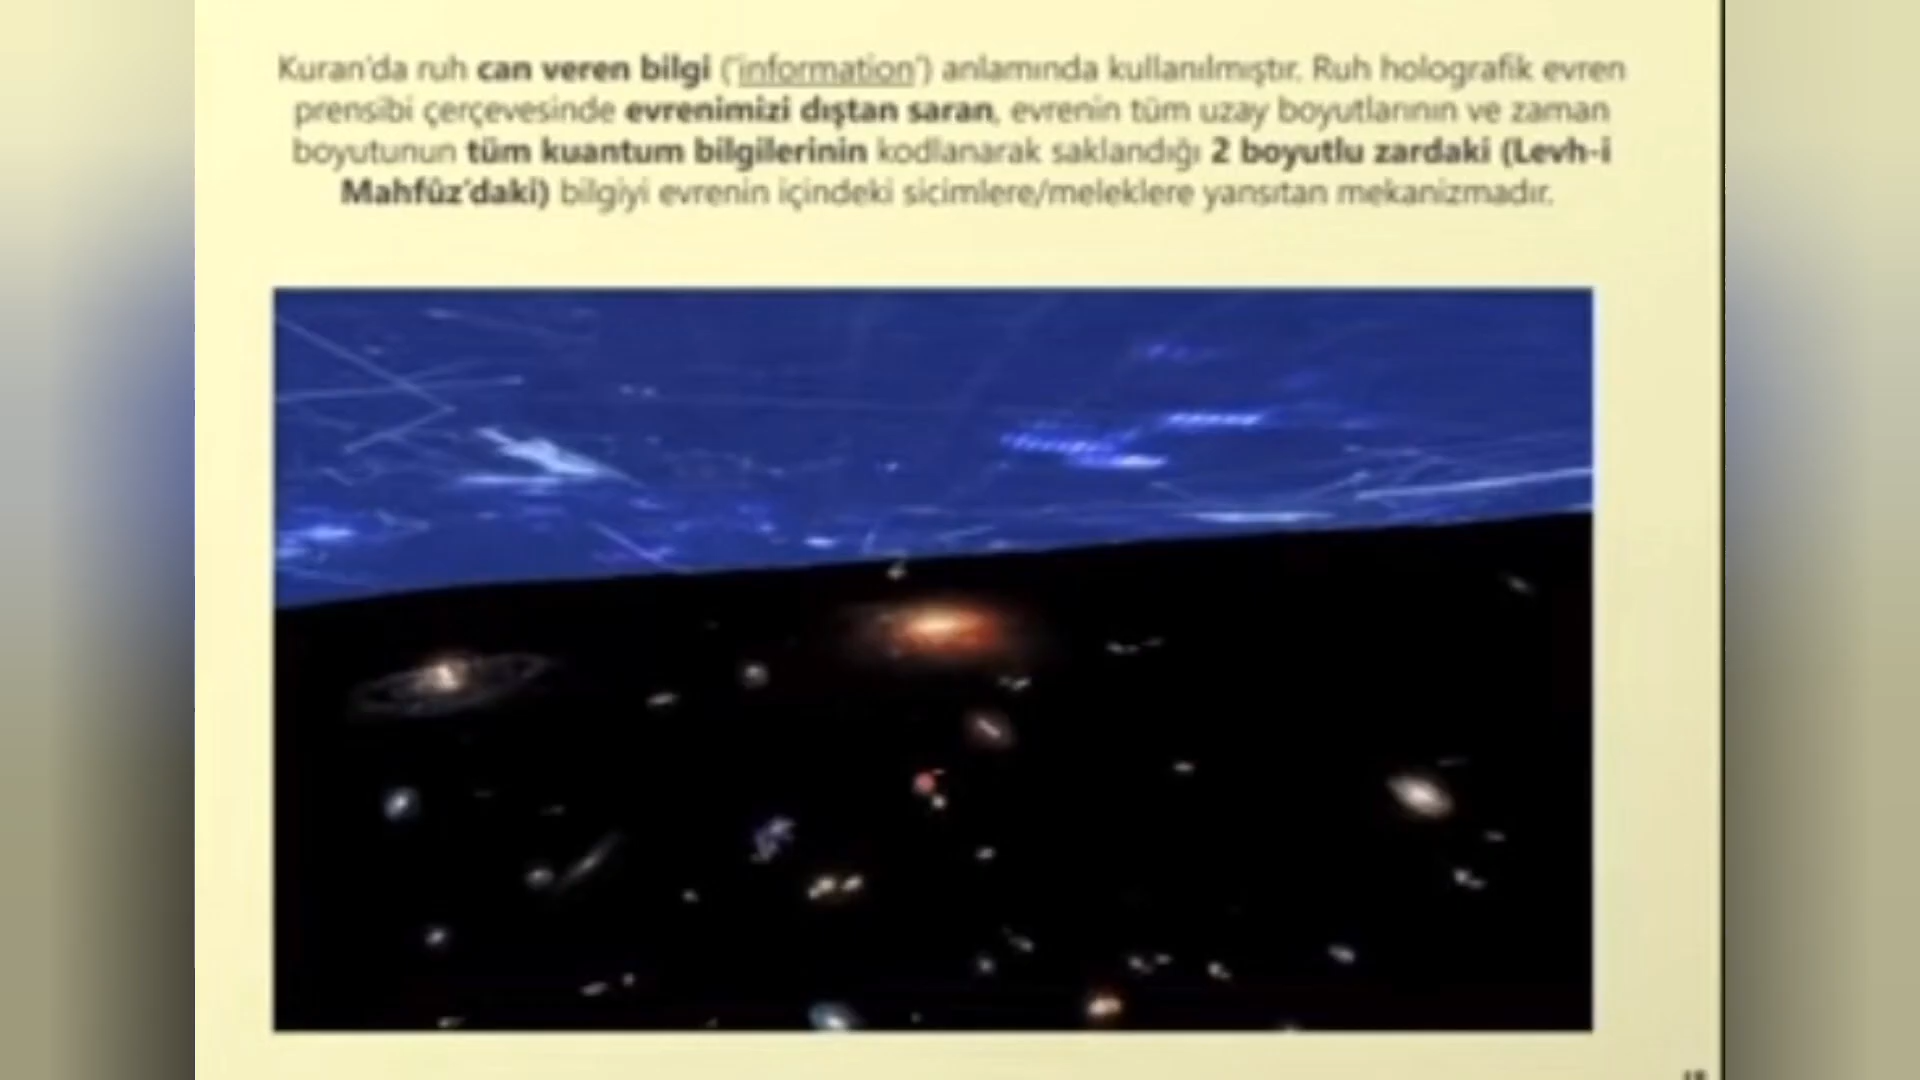 Kuran'da ruh can veren bilgi ('information') anlamında kullanılmıştır. Ruh holografik evren
prensibi çerçevesinde evrenimizi dıştan saran, evrenin tüm uzay boyutlarının ve zaman
boyutunun tüm kuantum bilgilerinin kodlanarak saklandığı 2 boyutlu zardaki (Levh-i
Mahfûz'daki) bilgiyi evrenin içindeki sicimlere/meleklere yansıtan mekanizmadır.